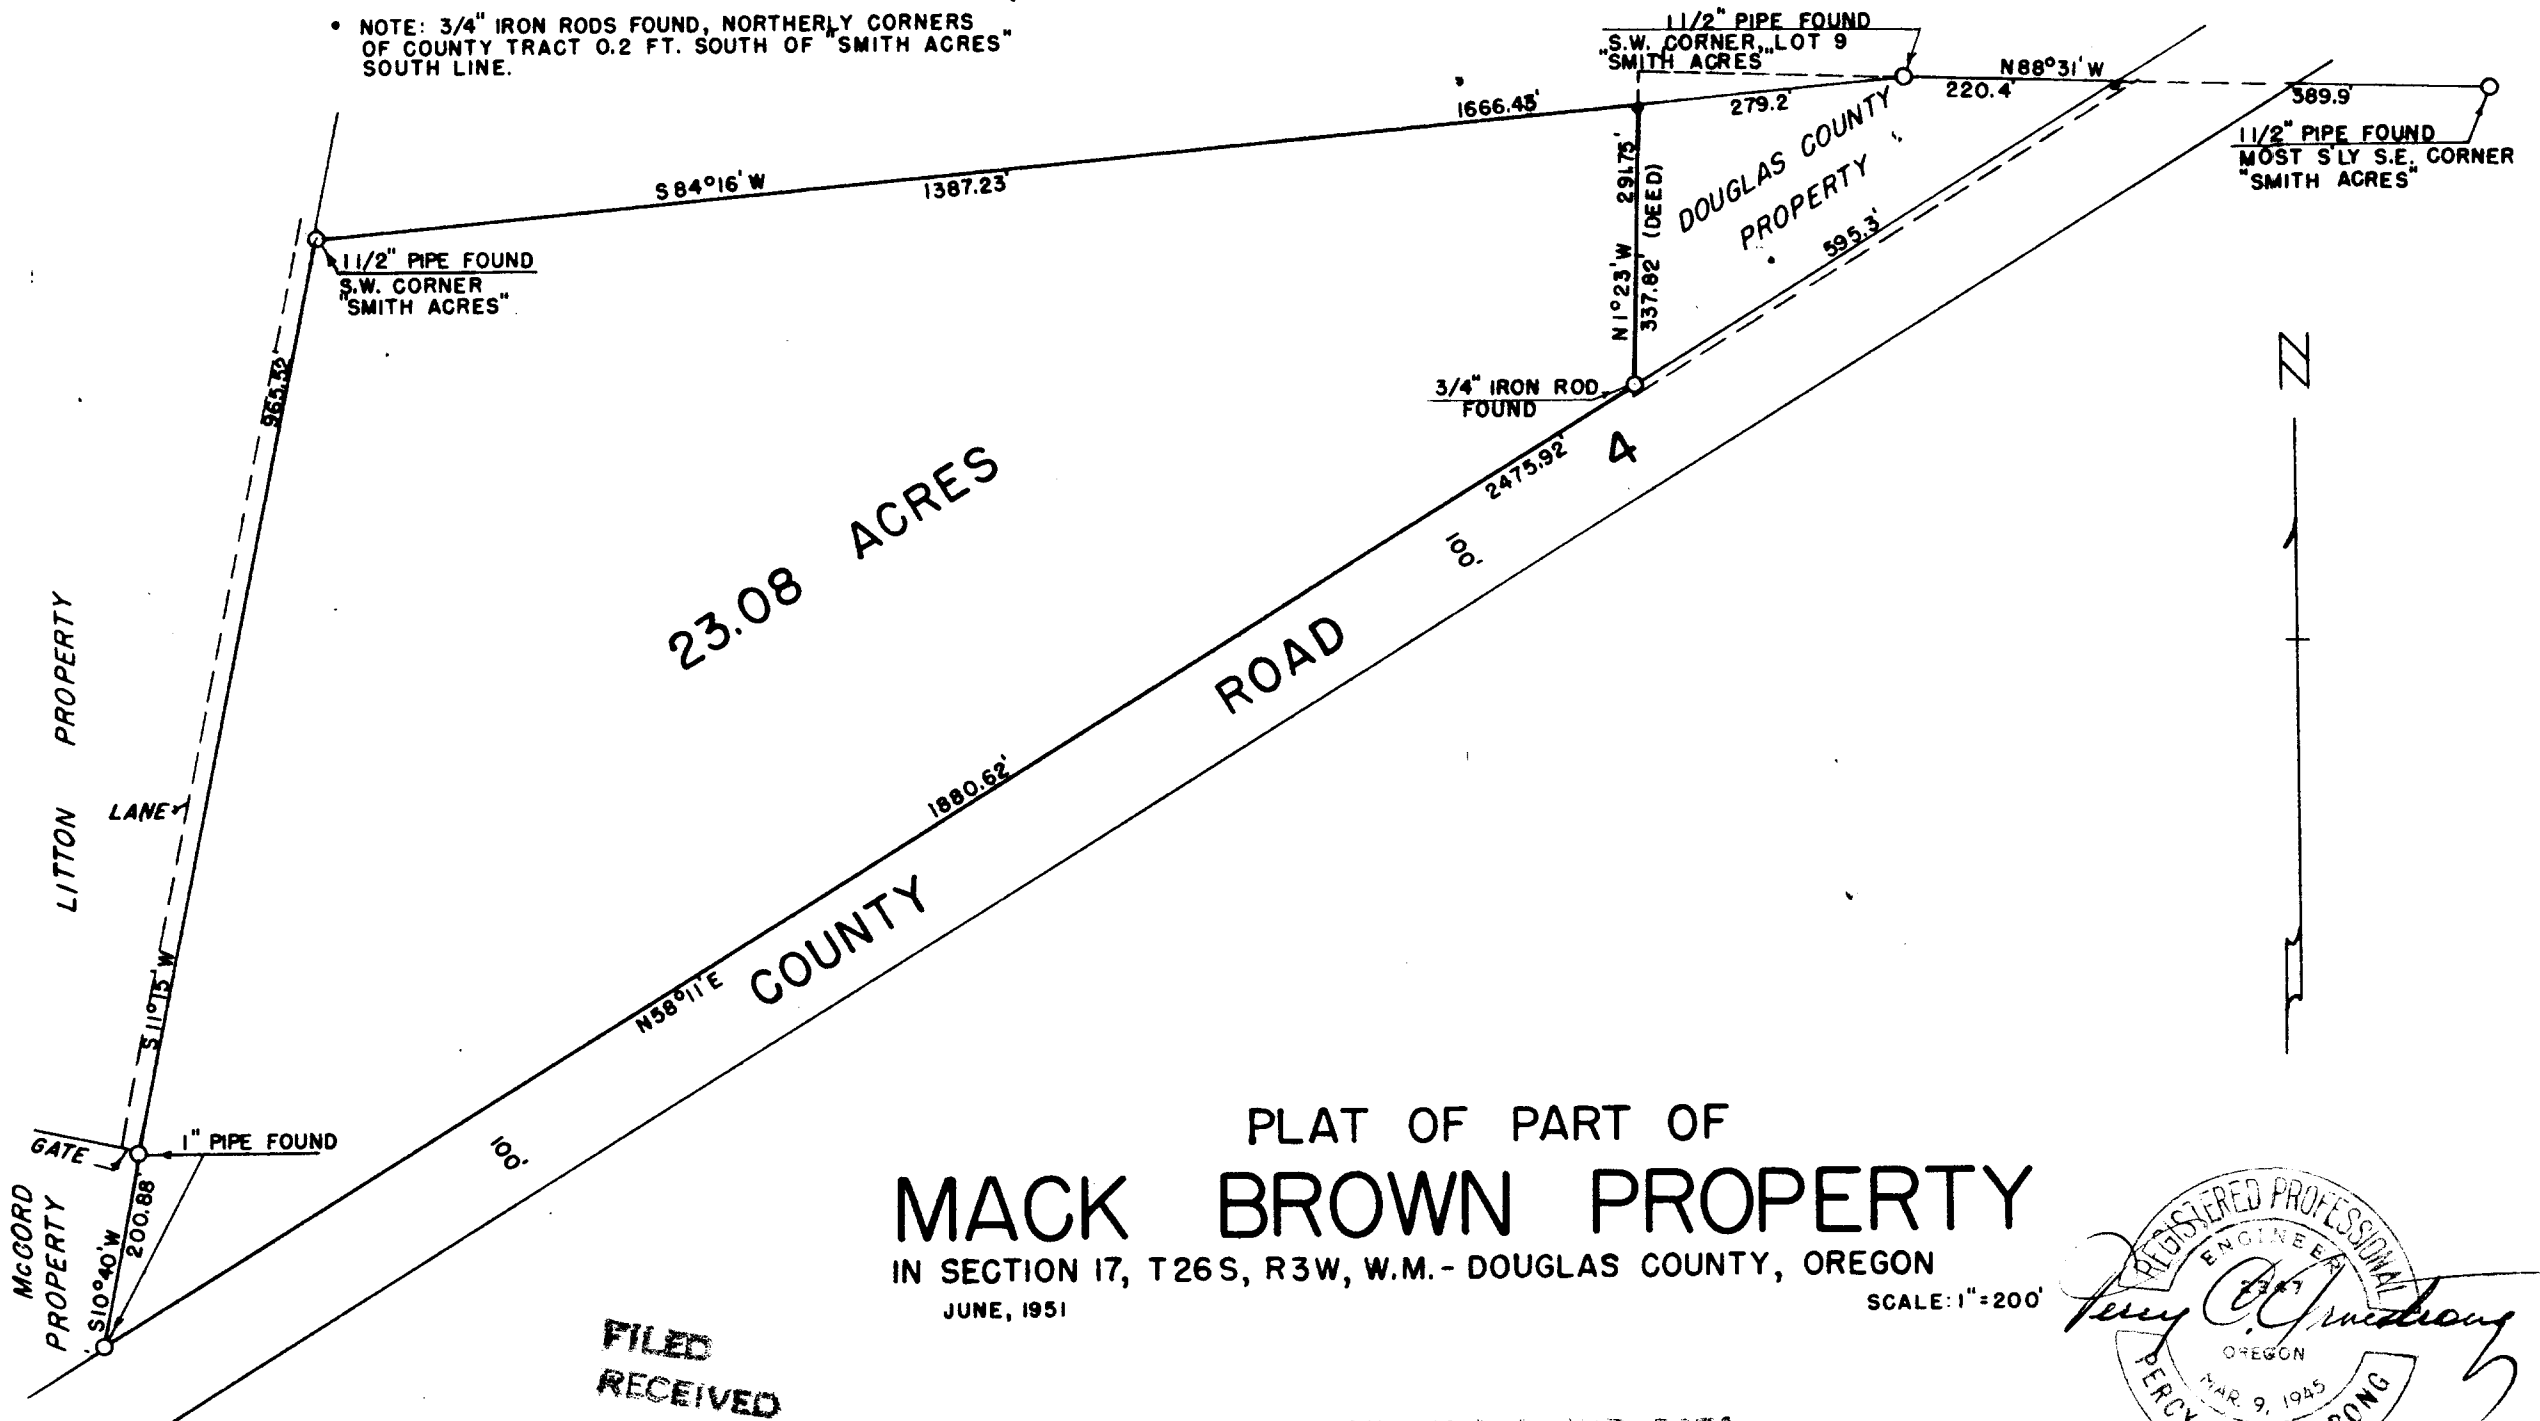 • NOTE: 3/4" IRON RODS FOUND, NORTHERLY CORNERS
OF COUNTY TRACT 0.2 FT. SOUTH OF "SMITH ACRES"
SOUTH LINE.
1 1/2" PIPE FOUND
S.W. CORNER, LOT 9
"SMITH ACRES"
N88°31'W
220.4'
389.9'
1 1/2" PIPE FOUND
MOST S'LY S.E. CORNER
"SMITH ACRES"
1666.43'
279.2'
S84°16'W
1387.23'
291.75'
(DEED)
N1°23'W
337.82'
DOUGLAS COUNTY
PROPERTY
595.3'
1 1/2" PIPE FOUND
S.W. CORNER
"SMITH ACRES"
965.52'
3/4" IRON ROD
FOUND
N
2475.92'
4
100'
23.08 ACRES
COUNTY ROAD
1880.62'
N58°11'E
LITTON PROPERTY
LANE
S11°15'W
GATE
1" PIPE FOUND
100'
McCORD
PROPERTY
S10°40'W
200.88'
PLAT OF PART OF
MACK BROWN PROPERTY
IN SECTION 17, T26S, R3W, W.M. - DOUGLAS COUNTY, OREGON
JUNE, 1951
SCALE: 1"=200'
FILED
RECEIVED
REGISTERED PROFESSIONAL
ENGINEER
Percy C. Armstrong
OREGON
MAR. 9, 1945
PERCY